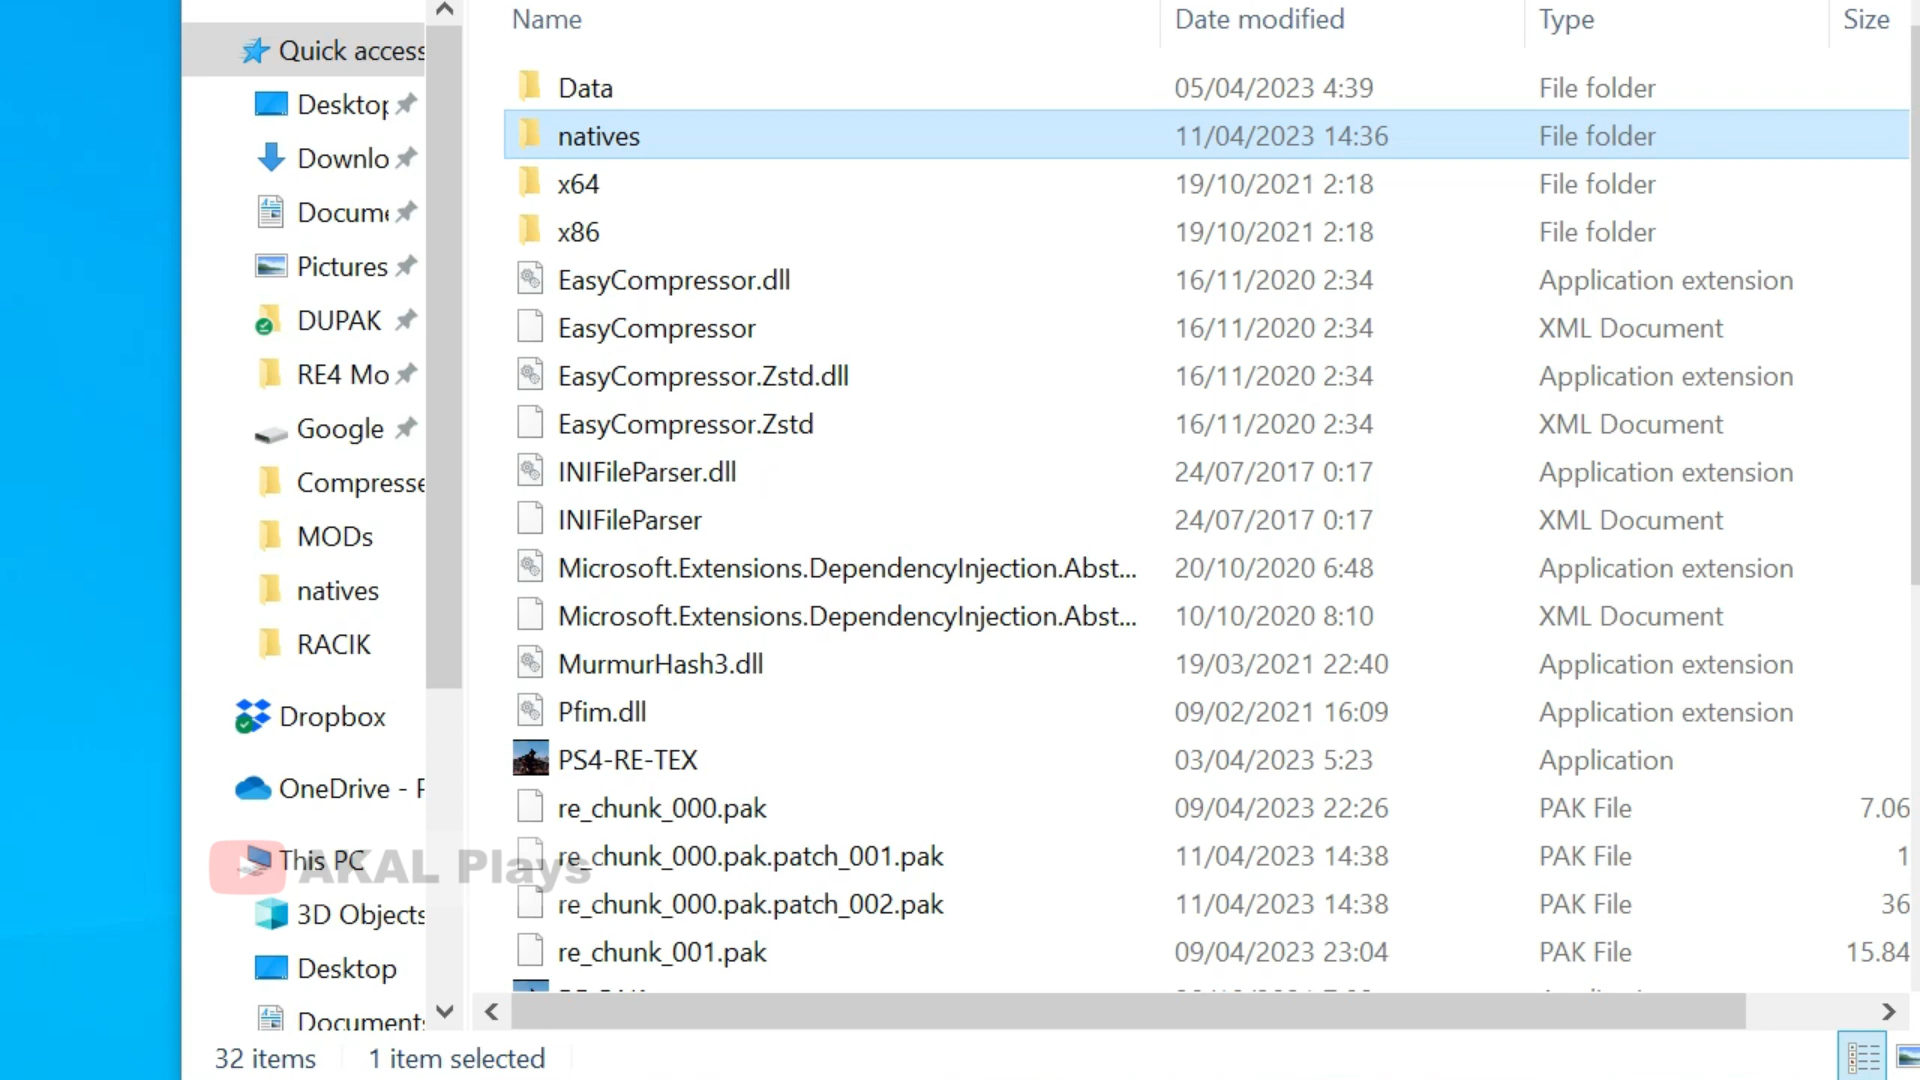 Name Date modified Type Size
Quick access
Desktop
Downlo
Docume
Pictures
DUPAK
RE4 Mo
Google
Compresse
MODs
natives
RACIK
Dropbox
OneDrive - F
This PC
3D Objects
Desktop
Documents
Data 05/04/2023 4:39 File folder
natives 11/04/2023 14:36 File folder
x64 19/10/2021 2:18 File folder
x86 19/10/2021 2:18 File folder
EasyCompressor.dll 16/11/2020 2:34 Application extension
EasyCompressor 16/11/2020 2:34 XML Document
EasyCompressor.Zstd.dll 16/11/2020 2:34 Application extension
EasyCompressor.Zstd 16/11/2020 2:34 XML Document
INIFileParser.dll 24/07/2017 0:17 Application extension
INIFileParser 24/07/2017 0:17 XML Document
Microsoft.Extensions.DependencyInjection.Abst... 20/10/2020 6:48 Application extension
Microsoft.Extensions.DependencyInjection.Abst... 10/10/2020 8:10 XML Document
MurmurHash3.dll 19/03/2021 22:40 Application extension
Pfim.dll 09/02/2021 16:09 Application extension
PS4-RE-TEX 03/04/2023 5:23 Application
re_chunk_000.pak 09/04/2023 22:26 PAK File 7.06
re_chunk_000.pak.patch_001.pak 11/04/2023 14:38 PAK File 1
re_chunk_000.pak.patch_002.pak 11/04/2023 14:38 PAK File 36
re_chunk_001.pak 09/04/2023 23:04 PAK File 15.84
AKAL Plays
32 items 1 item selected